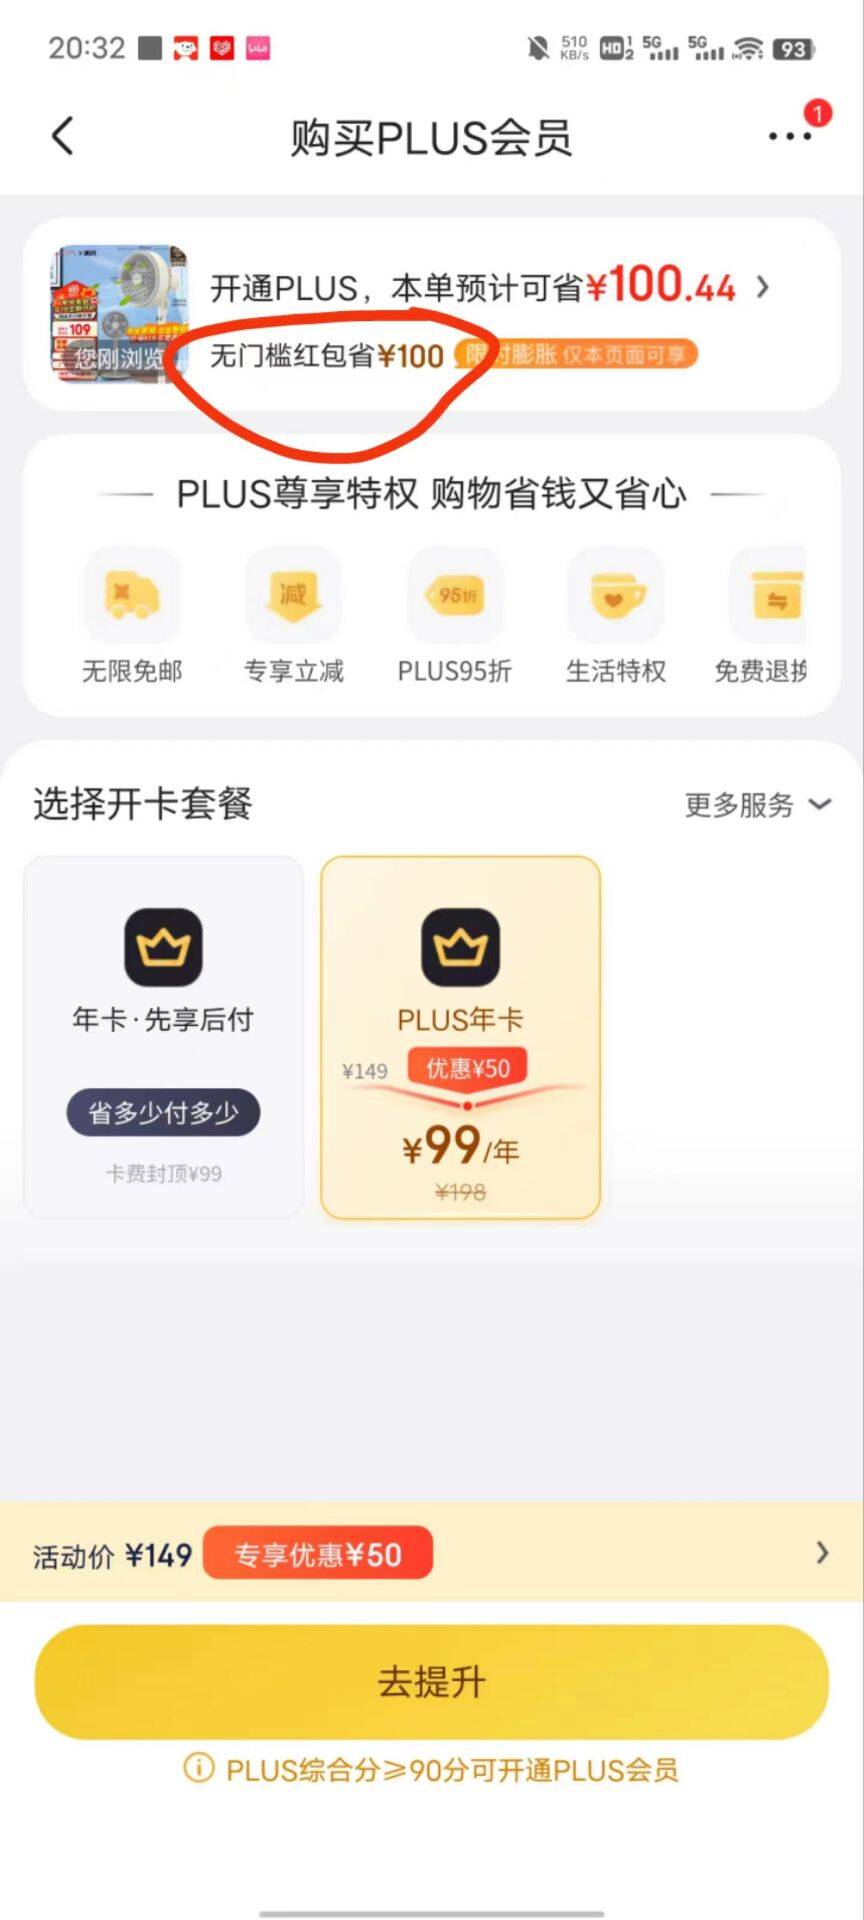 20:32
510 KB/s HD 1 2 5G 5G 93
购买PLUS会员
1
开通PLUS，本单预计可省¥100.44
109
您刚浏览
无门槛红包省¥100 限时膨胀 仅本页面可享
PLUS尊享特权 购物省钱又省心
减 95折
无限免邮 专享立减 PLUS95折 生活特权 免费退换
选择开卡套餐 更多服务
年卡·先享后付
省多少付多少
卡费封顶¥99
PLUS年卡
¥149 优惠¥50
¥99/年
¥198
活动价 ¥149 专享优惠¥50
去提升
PLUS综合分≥90分可开通PLUS会员